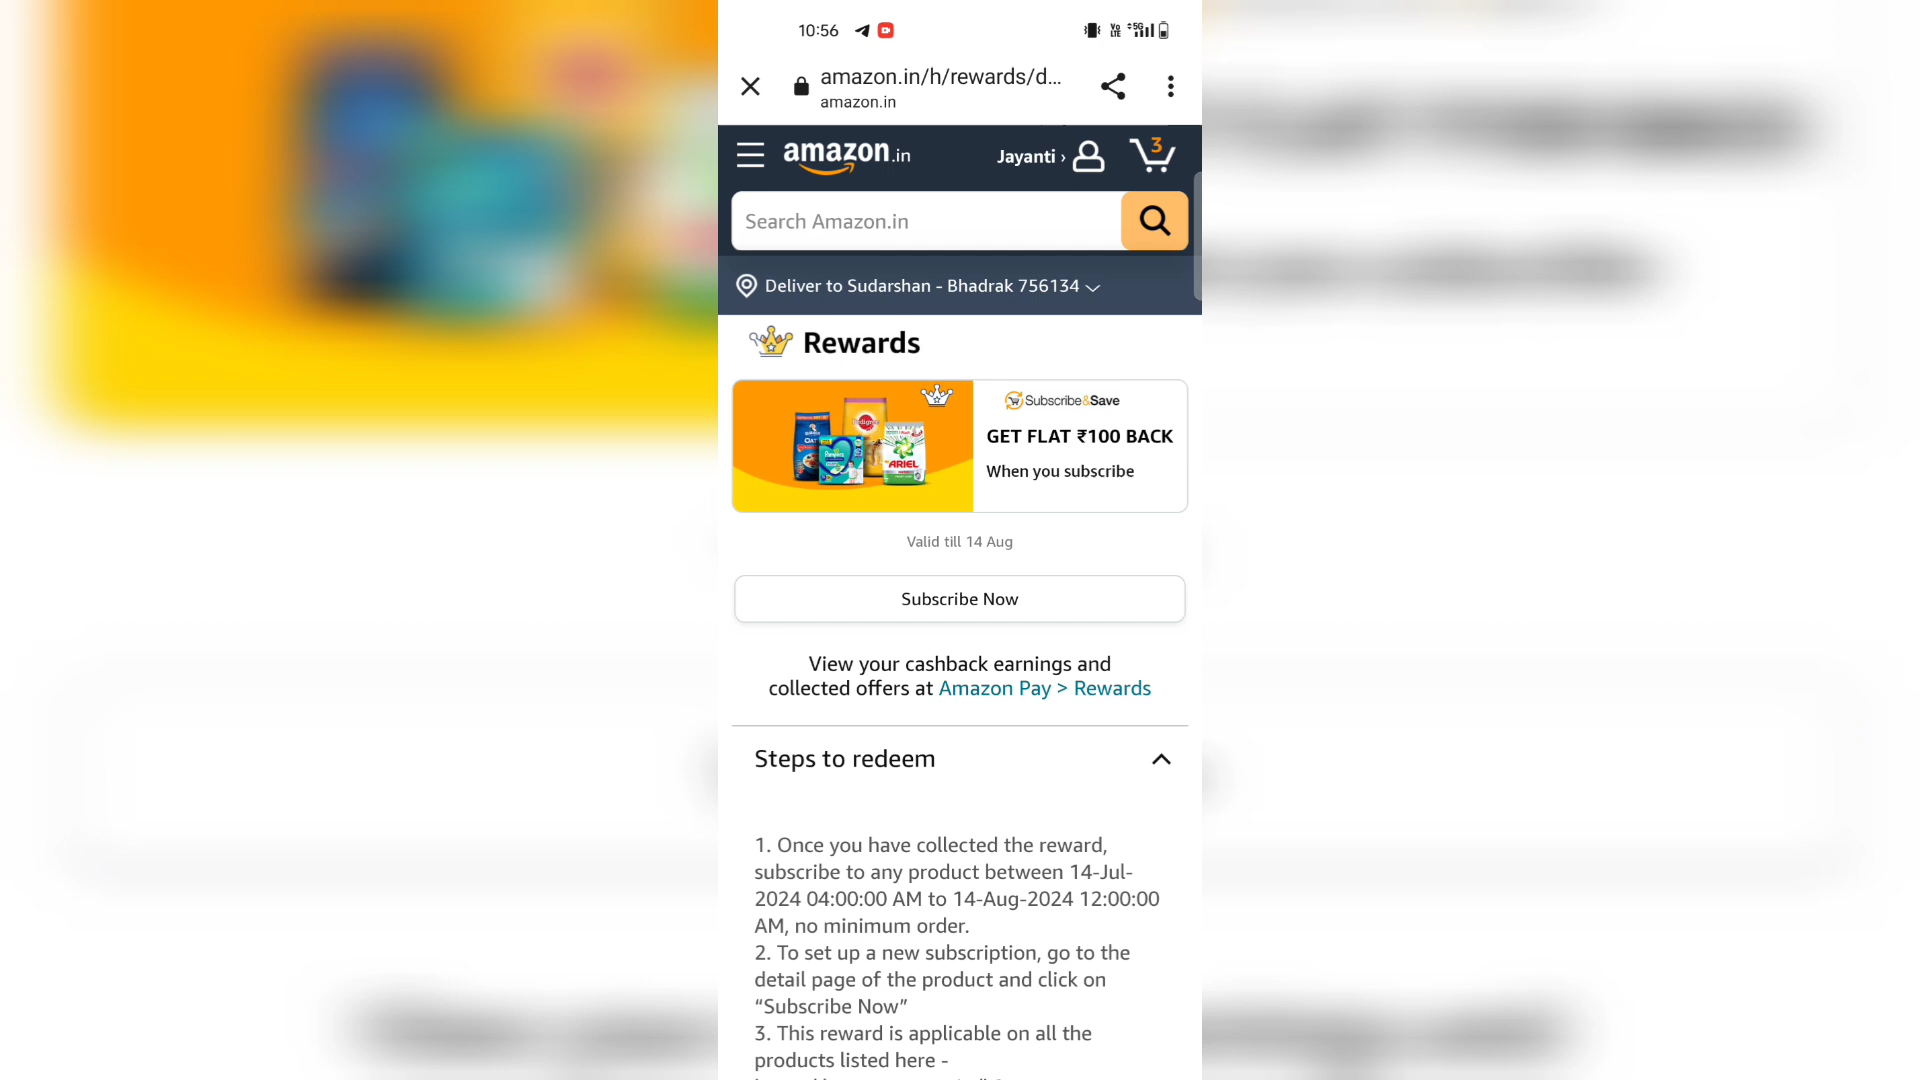 10:56
Vo LTE 5G
amazon.in/h/rewards/d...
amazon.in
amazon.in
Jayanti ›
3
Search Amazon.in
Deliver to Sudarshan - Bhadrak 756134
Rewards
Pampers
ARIEL
Subscribe&Save
GET FLAT ₹100 BACK
When you subscribe
Valid till 14 Aug
Subscribe Now
View your cashback earnings and
collected offers at Amazon Pay > Rewards
Steps to redeem
1. Once you have collected the reward,
subscribe to any product between 14-Jul-
2024 04:00:00 AM to 14-Aug-2024 12:00:00
AM, no minimum order.
2. To set up a new subscription, go to the
detail page of the product and click on
“Subscribe Now”
3. This reward is applicable on all the
products listed here -